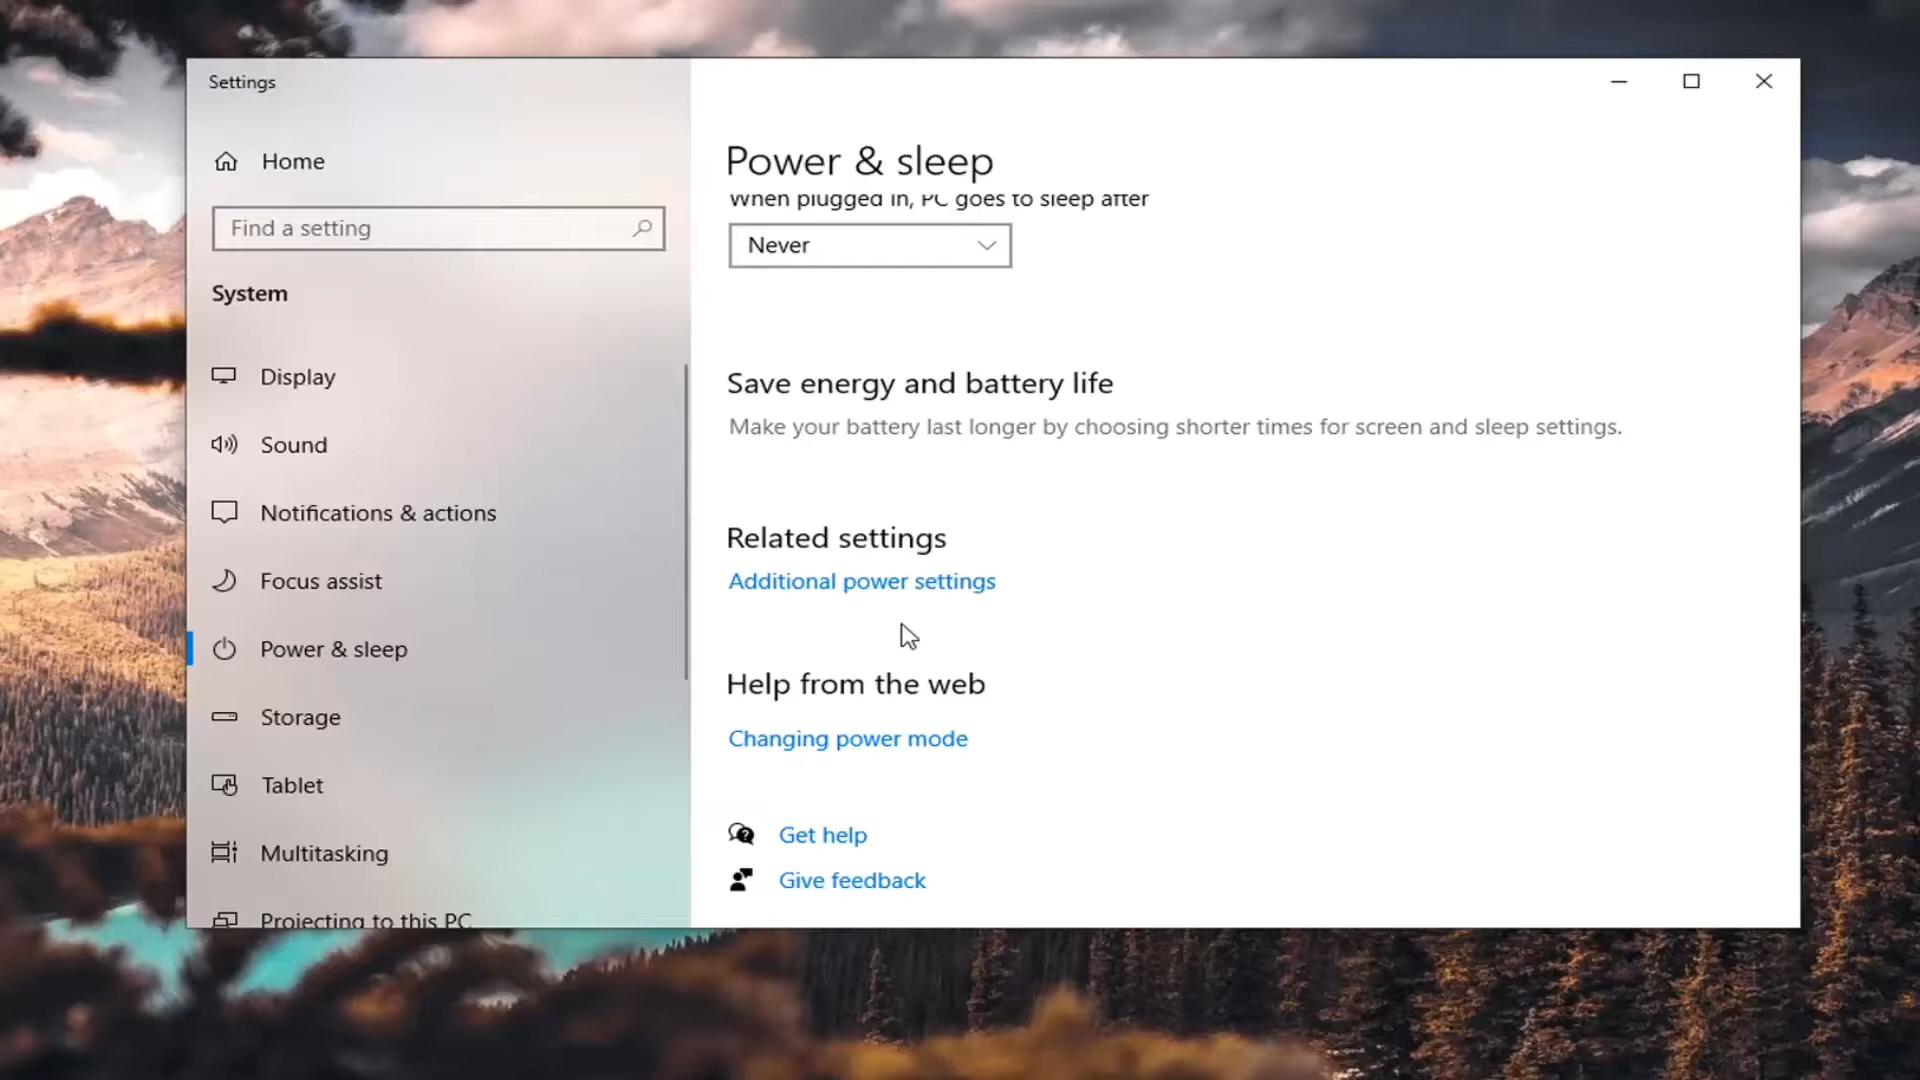 Settings
Home
Find a setting
System
Display
Sound
Notifications & actions
Focus assist
Power & sleep
Storage
Tablet
Multitasking
Projecting to this PC
Power & sleep
When plugged in, PC goes to sleep after
Never
Save energy and battery life
Make your battery last longer by choosing shorter times for screen and sleep settings.
Related settings
Additional power settings
Help from the web
Changing power mode
Get help
Give feedback